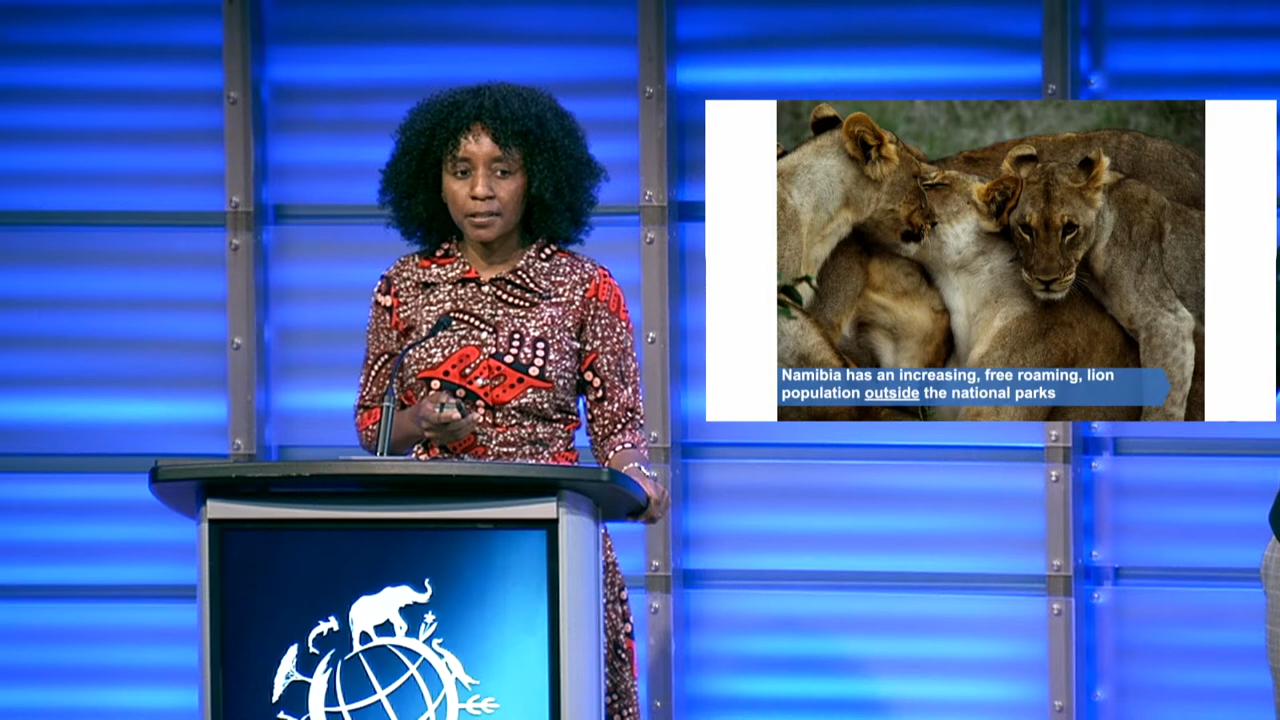 Namibia has an increasing, free roaming, lion
population outside the national parks